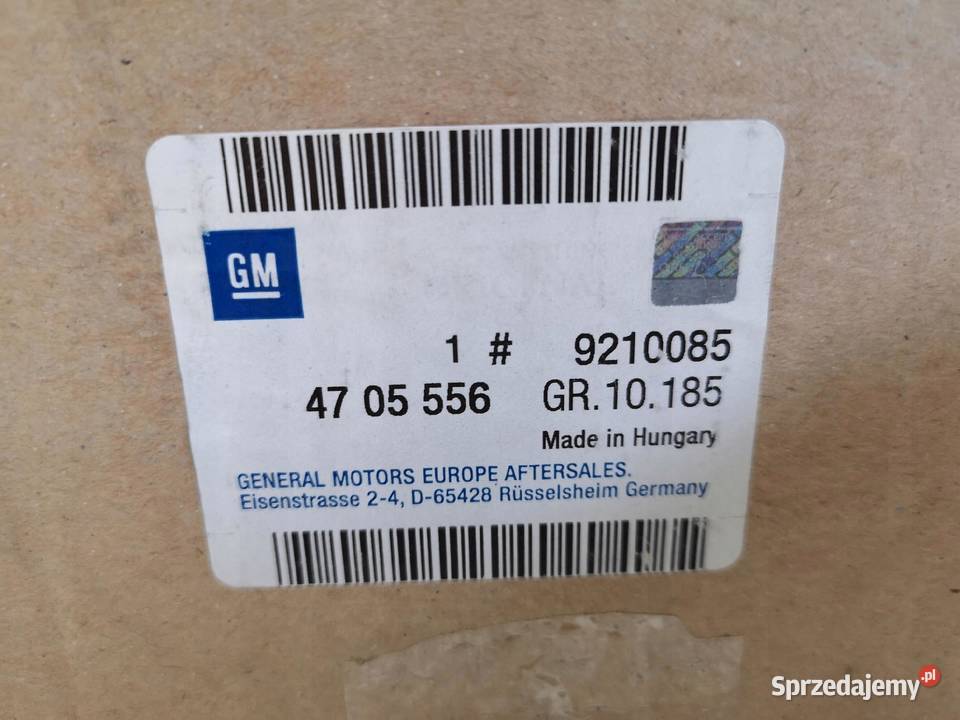 GM
1 # 9210085
47 05 556 GR.10.185
Made in Hungary
GENERAL MOTORS EUROPE AFTERSALES.
Eisenstrasse 2-4, D-65428 Rüsselsheim Germany
Sprzedajemy.pl